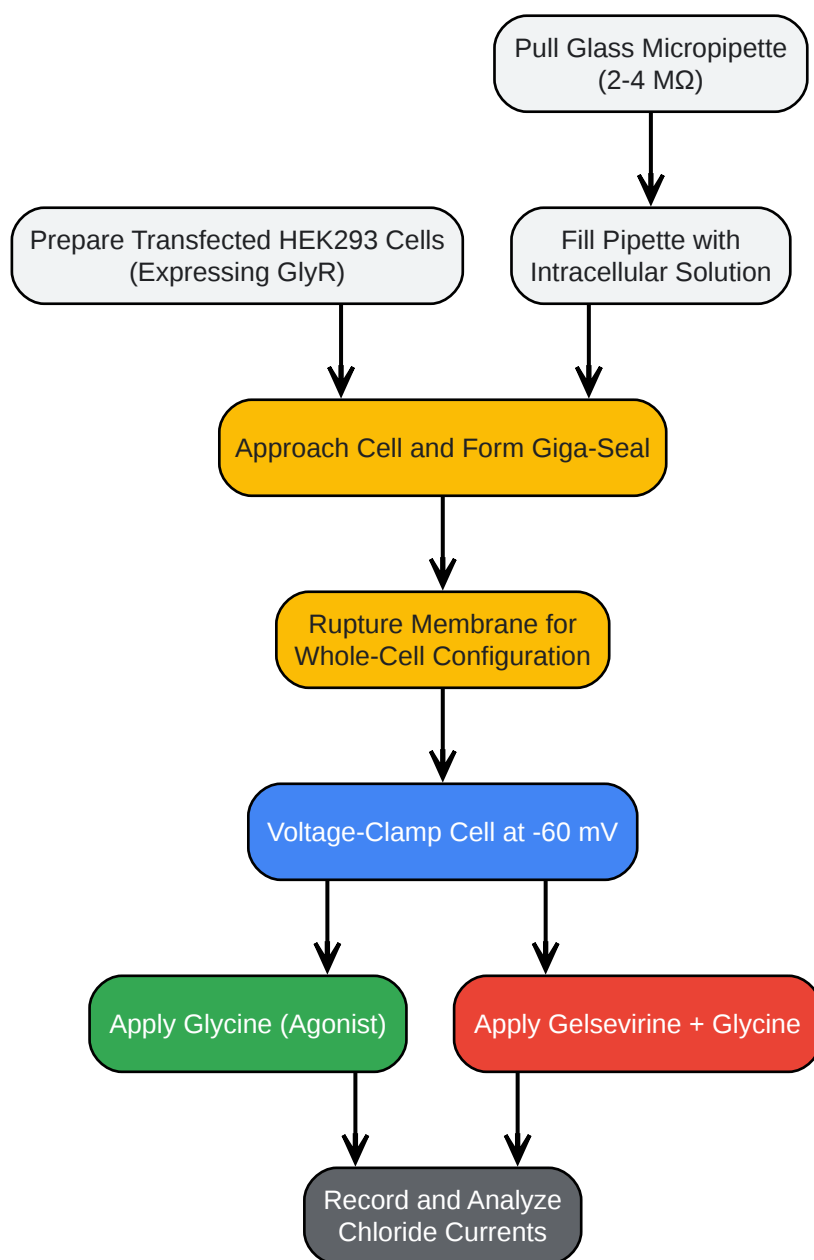 Pull Glass Micropipette
(2-4 MΩ)
Prepare Transfected HEK293 Cells
(Expressing GlyR)
Fill Pipette with
Intracellular Solution
Approach Cell and Form Giga-Seal
Rupture Membrane for
Whole-Cell Configuration
Voltage-Clamp Cell at -60 mV
Apply Glycine (Agonist)
Apply Gelsevirine + Glycine
Record and Analyze
Chloride Currents